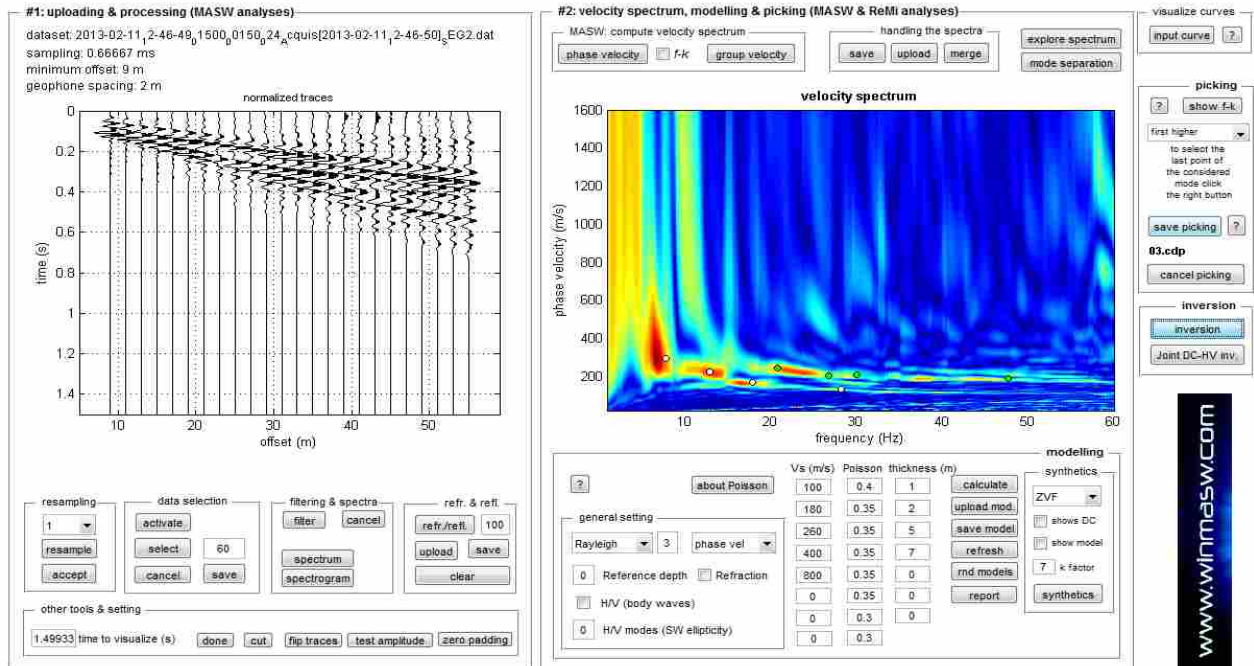 #1: uploading & processing (MASW analyses)
dataset: 2013-02-11_12-46-49_01500_0150_024_Acquis[2013-02-11_12-46-50]_SEG2.dat
sampling: 0.66667 ms
minimum offset: 9 m
geophone spacing: 2 m
normalized traces
0
0.2
0.4
0.6
0.8
1
1.2
1.4
time (s)
10 20 30 40 50
offset (m)
resampling
1
resample
accept
data selection
activate
select 60
cancel save
filtering & spectra
filter cancel
spectrum
spectrogram
refr. & refl.
refr./refl. 100
upload save
clear
other tools & setting
1.49933 time to visualize (s) done cut flip traces test amplitude zero padding
#2: velocity spectrum, modelling & picking (MASW & ReMi analyses)
MASW: compute velocity spectrum
phase velocity f-k group velocity
handling the spectra
save upload merge
explore spectrum
mode separation
velocity spectrum
1600
1400
1200
1000
800
600
400
200
phase velocity (m/s)
10 20 30 40 50 60
frequency (Hz)
modelling
? about Poisson
general setting
Rayleigh 3 phase vel
0 Reference depth Refraction
H/V (body waves)
0 H/V modes (SW ellipticity)
Vs (m/s) Poisson thickness (m)
100 0.4 1
180 0.35 2
260 0.35 5
400 0.35 7
800 0.35 0
0 0.35 0
0 0.3 0
0 0.3
calculate
upload mod.
save model
refresh
rnd models
report
synthetics
ZVF
shows DC
show model
7 k factor
synthetics
visualize curves
input curve ?
picking
? show f-k
first higher
to select the
last point of
the considered
mode click
the right button
save picking ?
03.cdp
cancel picking
inversion
inversion
Joint DC-HV inv.
www.winmasw.com